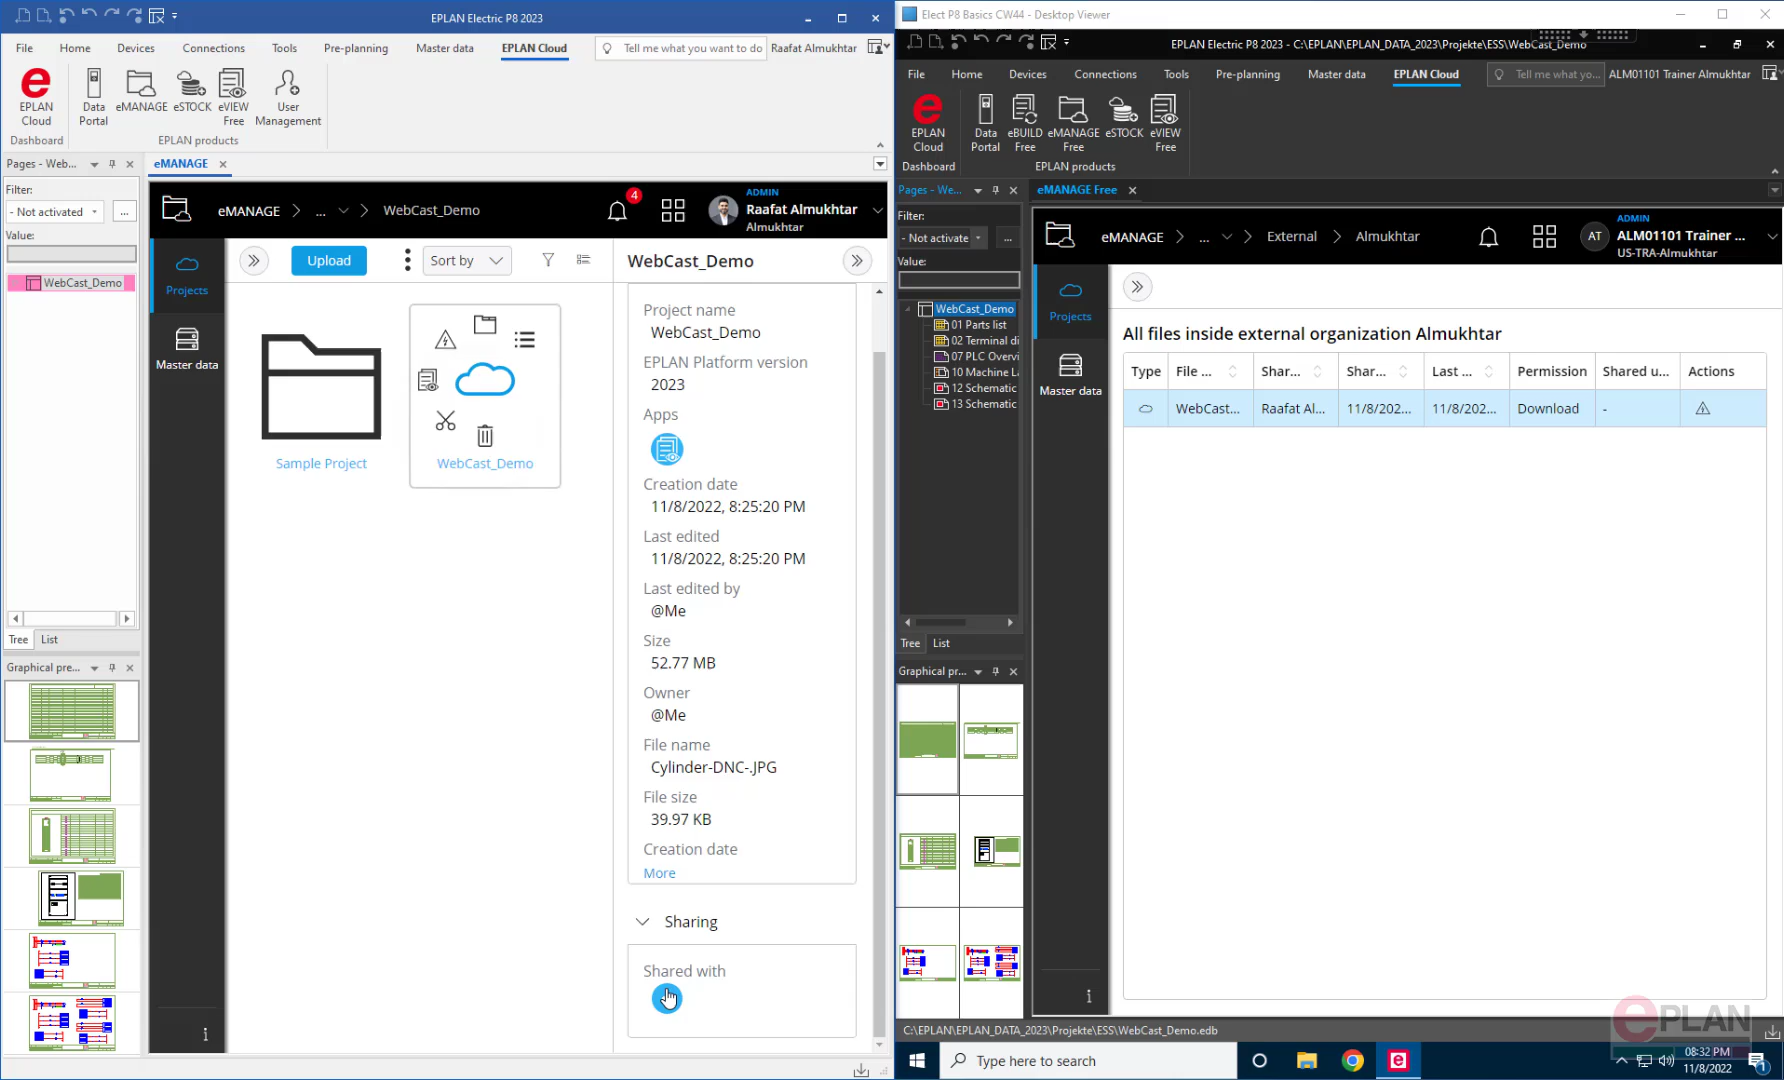 EPLAN Electric P8 2023
File
Home
Devices
Connections
Tools
Pre-planning
Master data
EPLAN Cloud
Tell me what you want to do
Raafat Almukhtar
EPLAN Cloud
Data Portal
eMANAGE
eSTOCK
eVIEW Free
User Management
Dashboard
EPLAN products
Pages - Web...
eMANAGE
Filter:
- Not activated
...
Value:
WebCast_Demo
Tree
List
Graphical pre...
eMANAGE
...
WebCast_Demo
4
ADMIN
Raafat Almukhtar
Almukhtar
Projects
Master data
Upload
Sort by
Sample Project
WebCast_Demo
WebCast_Demo
Project name
WebCast_Demo
EPLAN Platform version
2023
Apps
Creation date
11/8/2022, 8:25:20 PM
Last edited
11/8/2022, 8:25:20 PM
Last edited by
@Me
Size
52.77 MB
Owner
@Me
File name
Cylinder-DNC-.JPG
File size
39.97 KB
Creation date
More
Sharing
Shared with
i
Elect P8 Basics CW44 - Desktop Viewer
EPLAN Electric P8 2023 - C:\EPLAN\EPLAN_DATA_2023\Projekte\ESS\WebCast_Demo
File
Home
Devices
Connections
Tools
Pre-planning
Master data
EPLAN Cloud
Tell me what yo...
ALM01101 Trainer Almukhtar
EPLAN Cloud
Data Portal
eBUILD Free
eMANAGE Free
eSTOCK
eVIEW Free
Dashboard
EPLAN products
Pages - We...
eMANAGE Free
Filter:
- Not activate
...
Value:
WebCast_Demo
01 Parts list
02 Terminal di
07 PLC Overvi
10 Machine La
12 Schematic
13 Schematic
Tree
List
Graphical pr...
eMANAGE
...
External
Almukhtar
AT
ADMIN
ALM01101 Trainer ...
US-TRA-Almukhtar
Projects
Master data
All files inside external organization Almukhtar
Type
File ...
Shar...
Shar...
Last ...
Permission
Shared u...
Actions
WebCast...
Raafat Al...
11/8/202...
11/8/202...
Download
-
i
C:\EPLAN\EPLAN_DATA_2023\Projekte\ESS\WebCast_Demo.edb
ePLAN
Type here to search
08:32 PM
11/8/2022
1